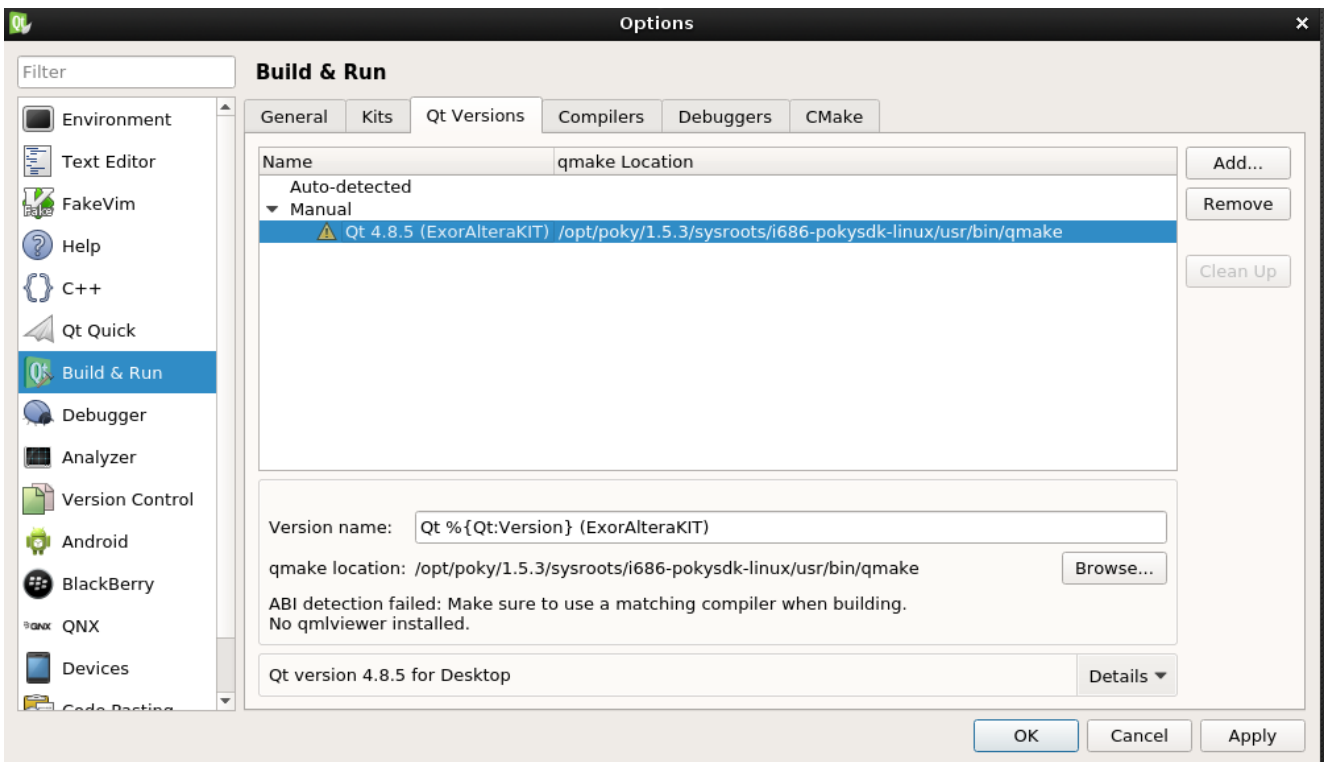 Options
Filter
Build & Run
Environment
Text Editor
FakeVim
Help
C++
Qt Quick
Build & Run
Debugger
Analyzer
Version Control
Android
BlackBerry
QNX
Devices
Code Pasting
General Kits Qt Versions Compilers Debuggers CMake
Name qmake Location
Auto-detected
Manual
Qt 4.8.5 (ExorAlteraKIT) /opt/poky/1.5.3/sysroots/i686-pokysdk-linux/usr/bin/qmake
Add...
Remove
Clean Up
Version name: Qt %{Qt:Version} (ExorAlteraKIT)
qmake location: /opt/poky/1.5.3/sysroots/i686-pokysdk-linux/usr/bin/qmake Browse...
ABI detection failed: Make sure to use a matching compiler when building.
No qmlviewer installed.
Qt version 4.8.5 for Desktop Details
OK Cancel Apply